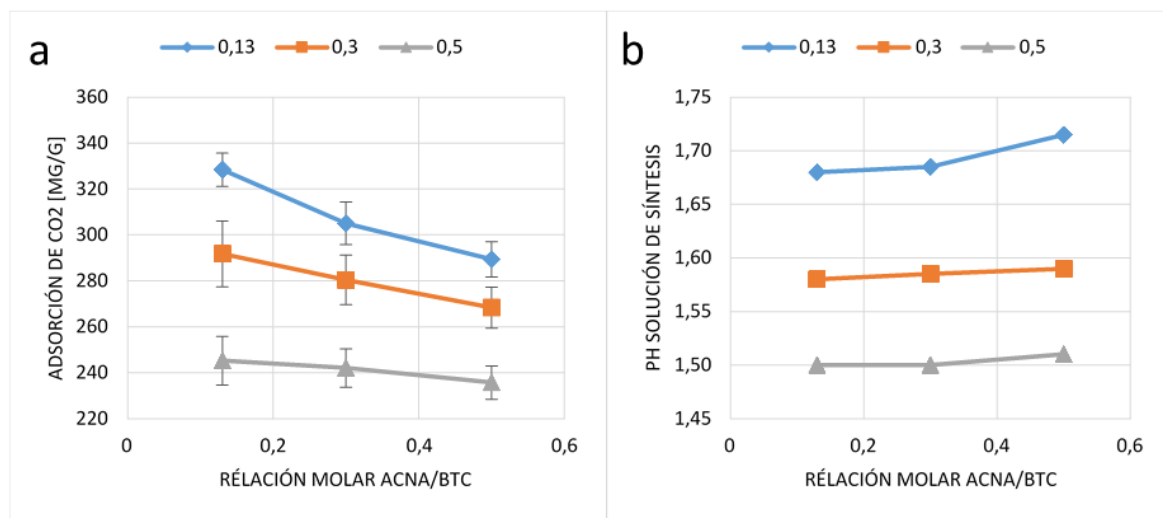 a
0,13 0,3 0,5
ADSORCIÓN DE CO2 [MG/G]
360
340
320
300
280
260
240
220
0 0,2 0,4 0,6
RÉLACIÓN MOLAR ACNA/BTC
b
0,13 0,3 0,5
PH SOLUCIÓN DE SÍNTESIS
1,75
1,70
1,65
1,60
1,55
1,50
1,45
0 0,2 0,4 0,6
RÉLACIÓN MOLAR ACNA/BTC